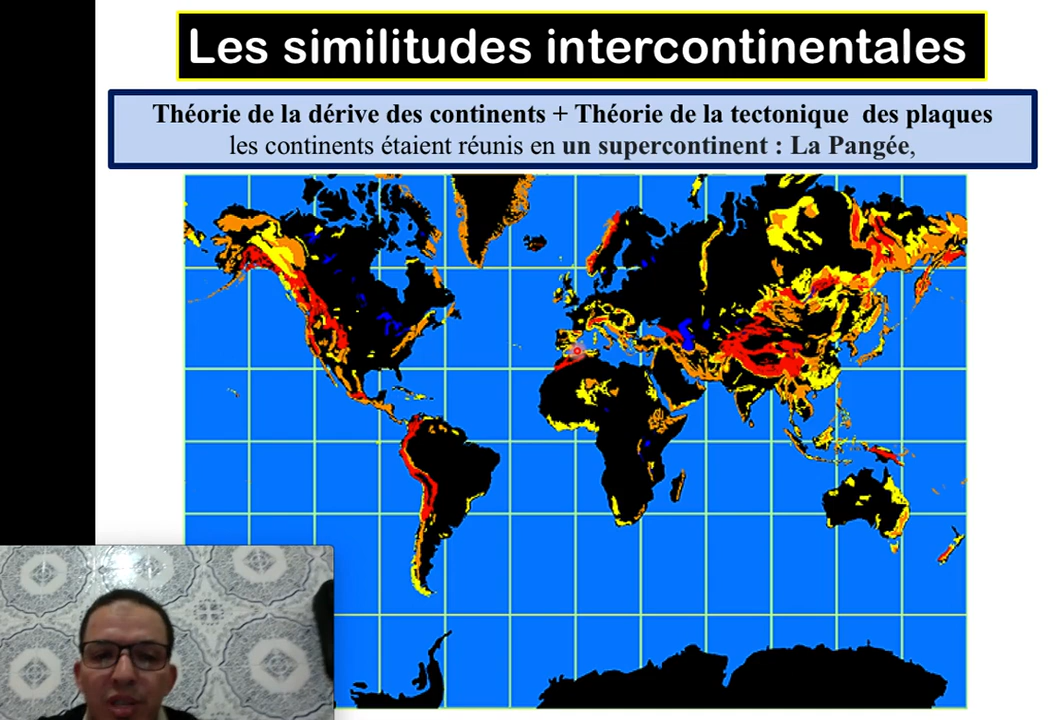 Les similitudes intercontinentales
Théorie de la dérive des continents + Théorie de la tectonique des plaques
les continents étaient réunis en un supercontinent : La Pangée,